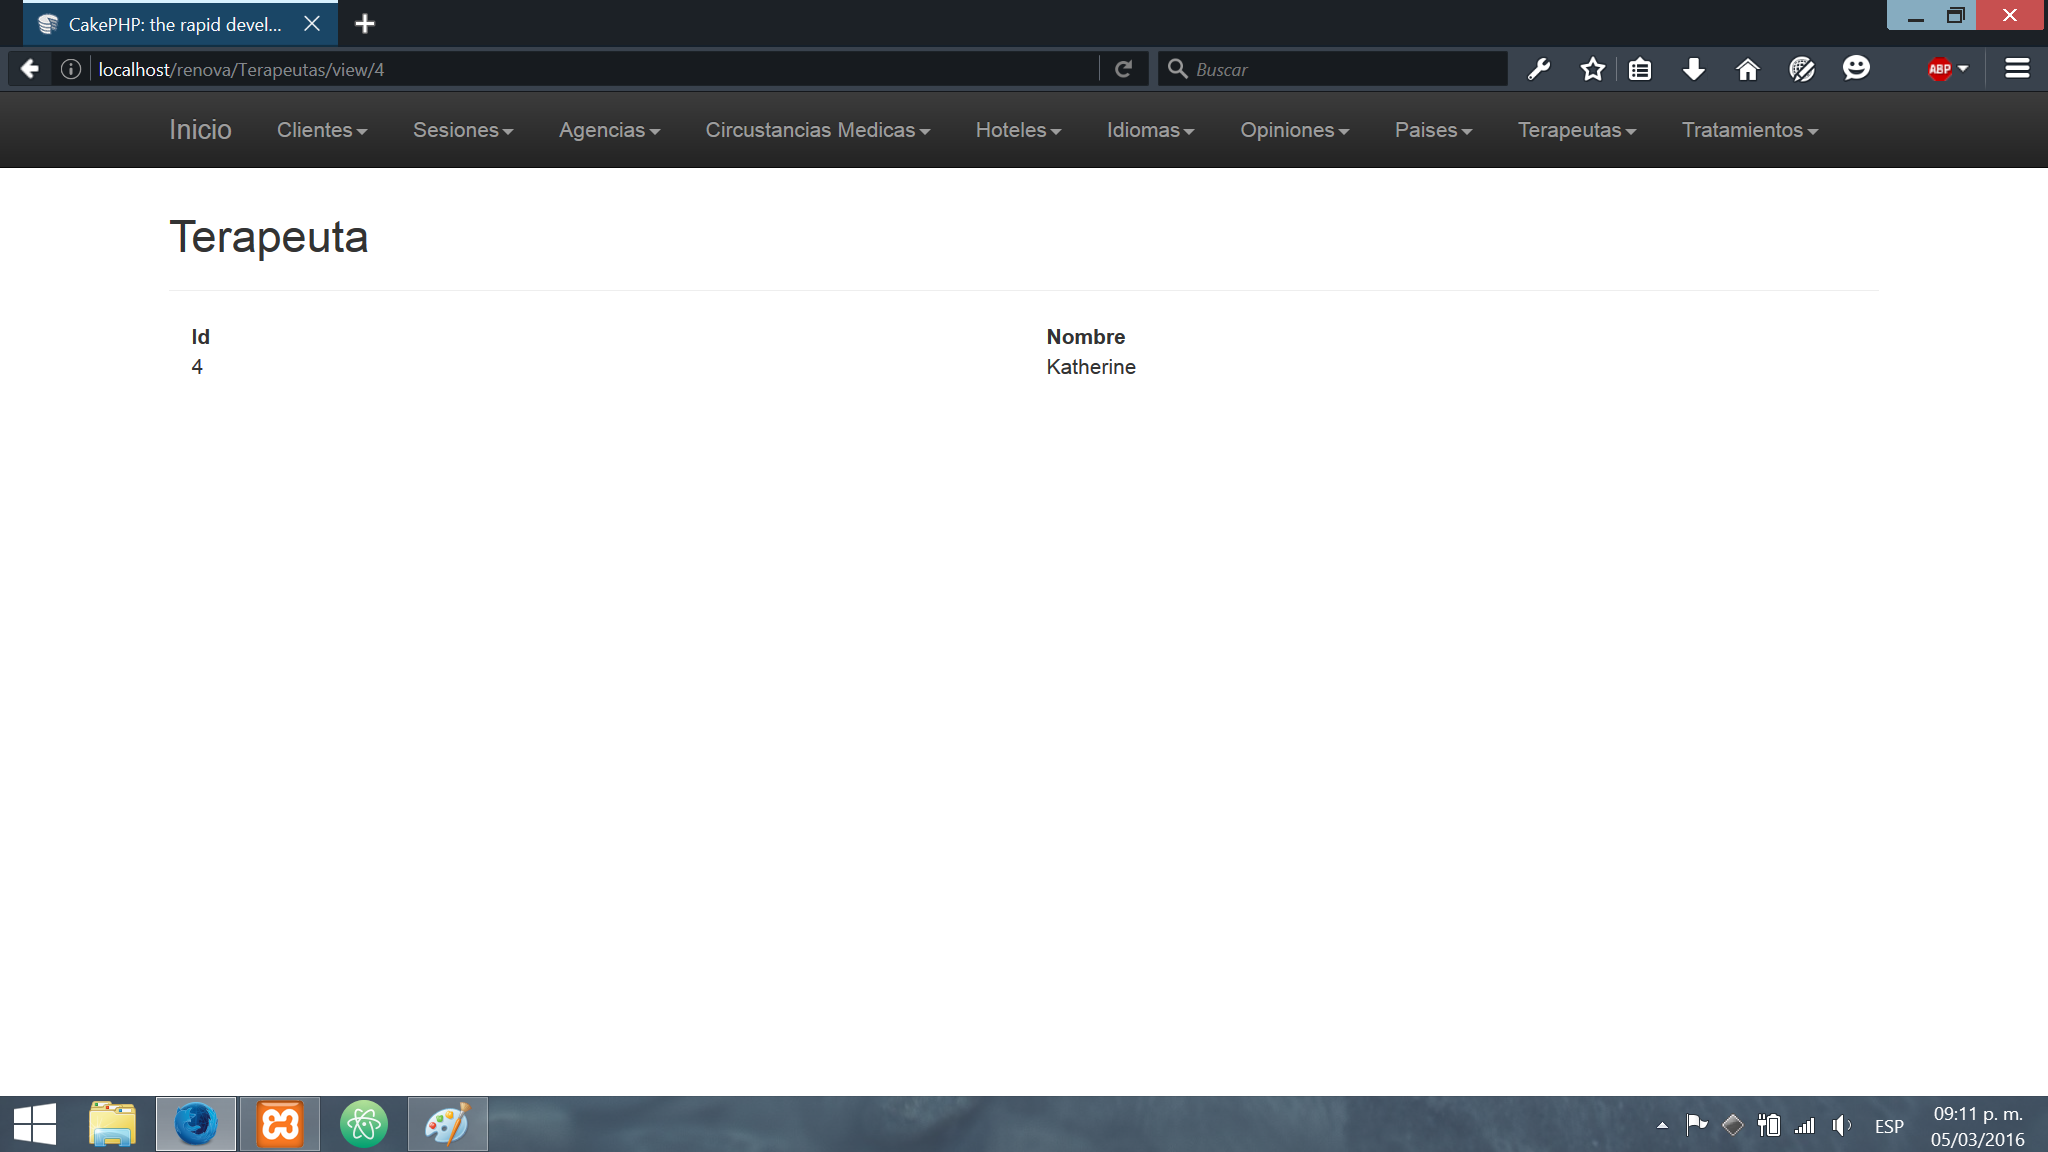 CakePHP: the rapid devel...
localhost/renova/Terapeutas/view/4
Buscar
ABP
Inicio Clientes Sesiones Agencias Circustancias Medicas Hoteles Idiomas Opiniones Paises Terapeutas Tratamientos
Terapeuta
Id Nombre
4 Katherine
ESP
09:11 p. m.
05/03/2016